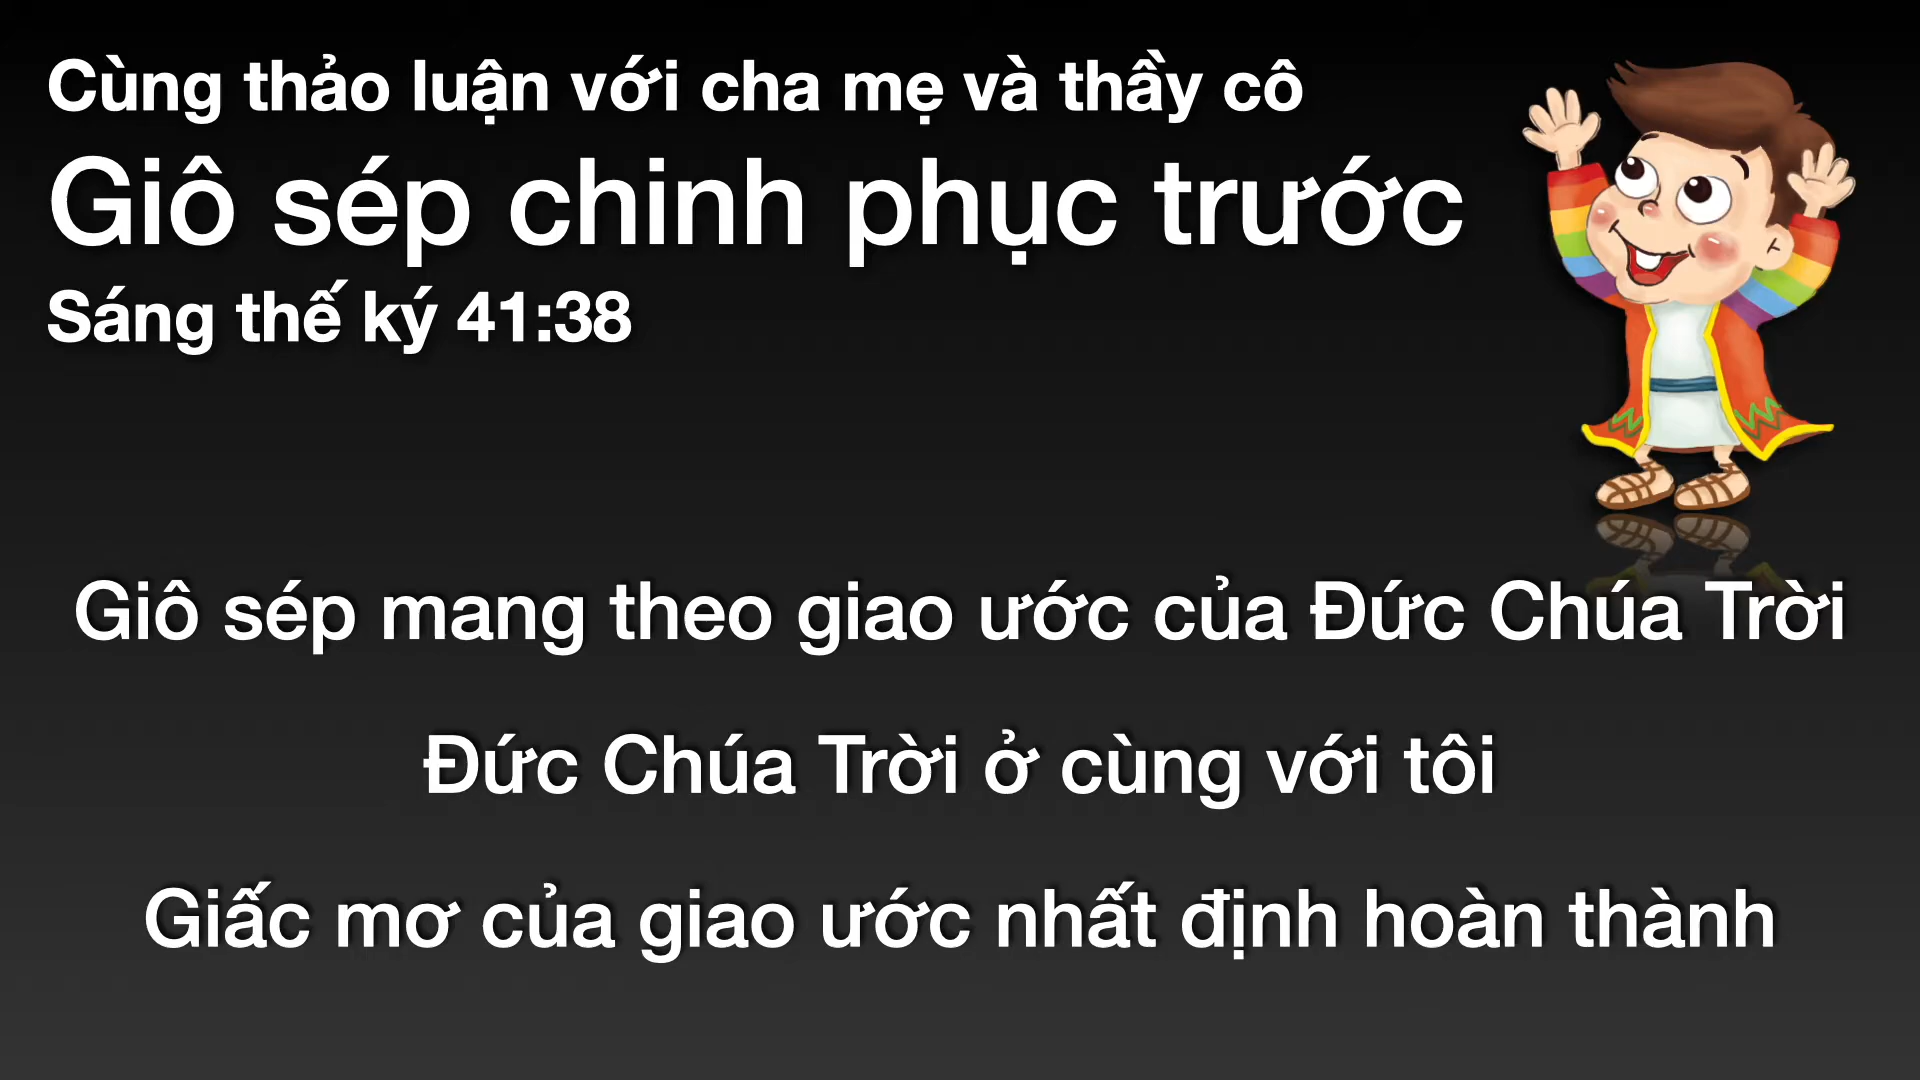 Cùng thảo luận với cha mẹ và thầy cô
Giô sép chinh phục trước
Sáng thế ký 41:38
Giô sép mang theo giao ước của Đức Chúa Trời
Đức Chúa Trời ở cùng với tôi
Giấc mơ của giao ước nhất định hoàn thành